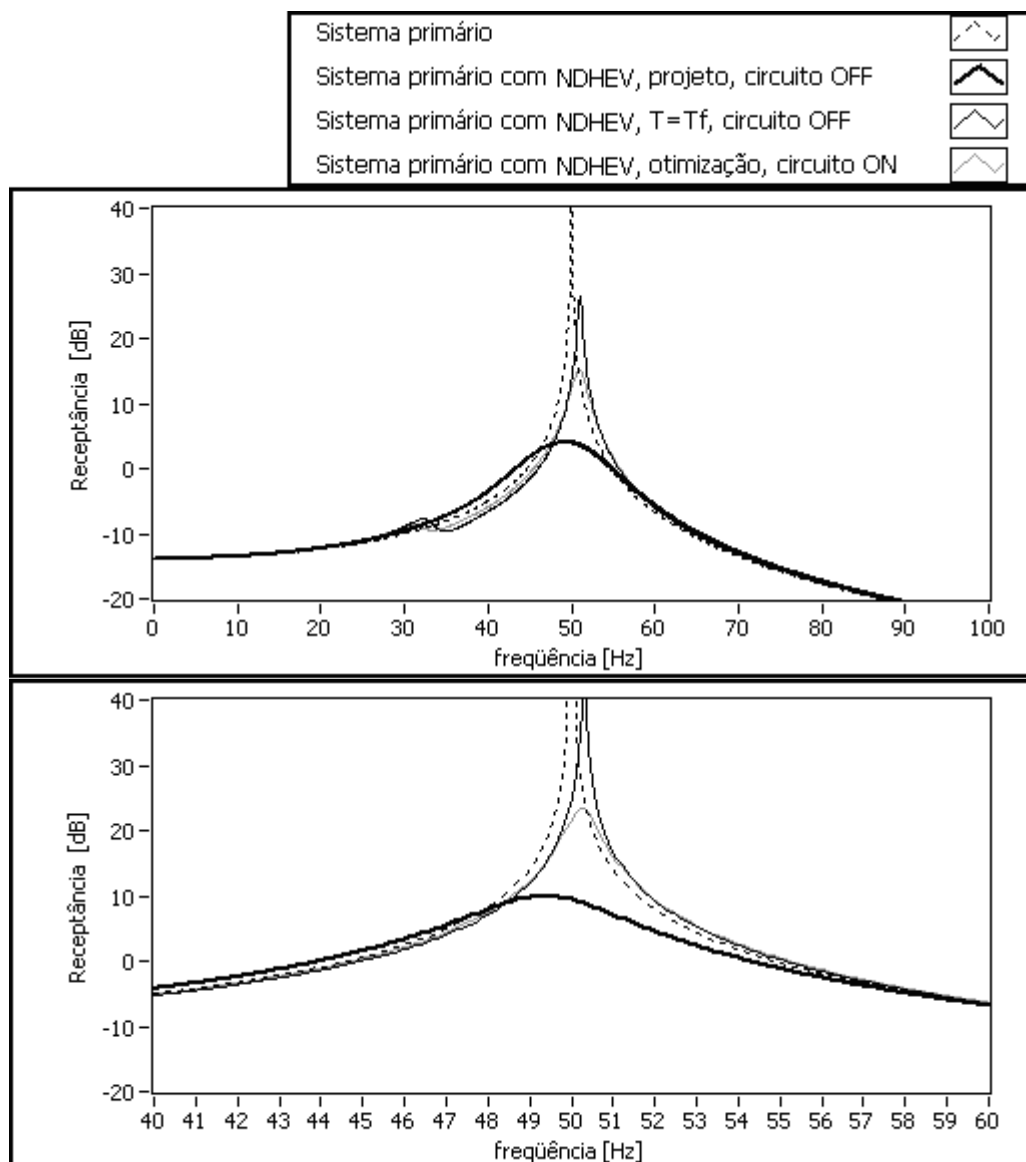 Sistema primário
Sistema primário com NDHEV, projeto, circuito OFF
Sistema primário com NDHEV, T=Tf, circuito OFF
Sistema primário com NDHEV, otimização, circuito ON
Receptância [dB]
40
30
20
10
0
-10
-20
0 10 20 30 40 50 60 70 80 90 100
freqüência [Hz]
Receptância [dB]
40
30
20
10
0
-10
-20
40 41 42 43 44 45 46 47 48 49 50 51 52 53 54 55 56 57 58 59 60
freqüência [Hz]